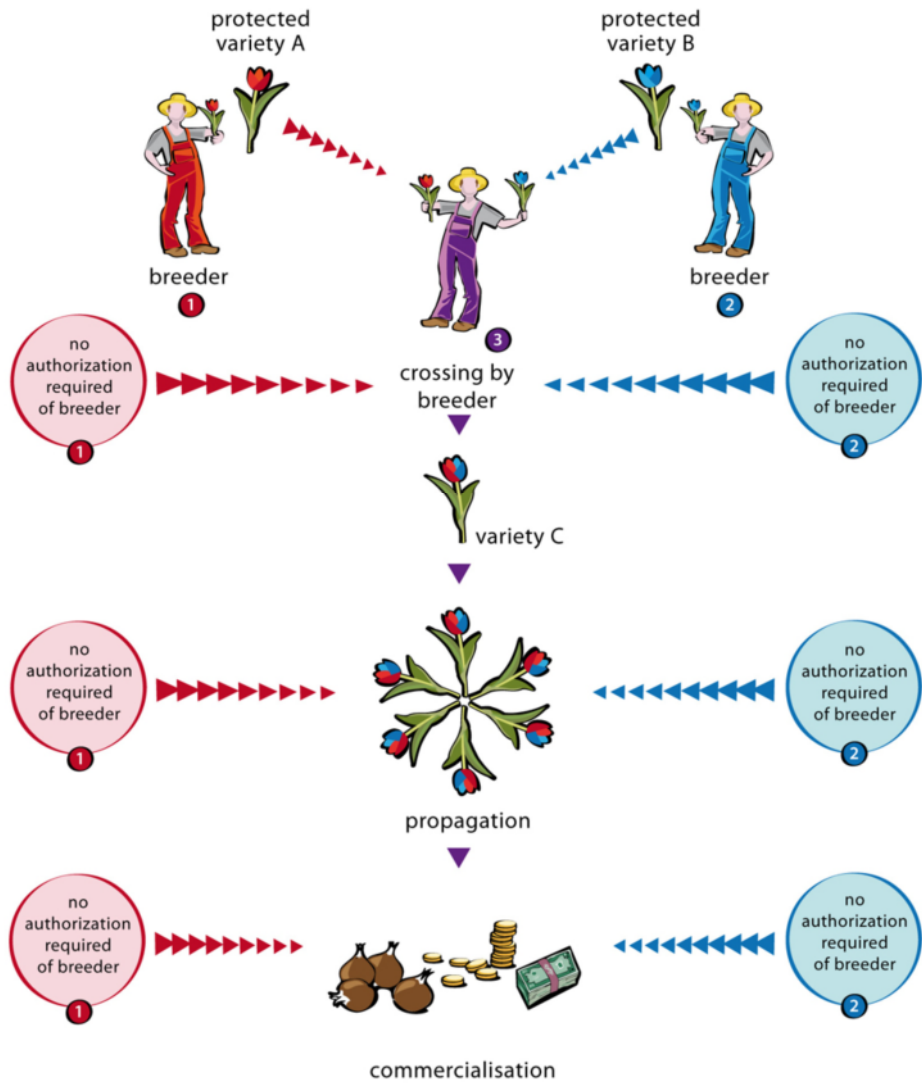 protected
variety A
protected
variety B
breeder
1
breeder
2
3
no
authorization
required
of breeder
1
crossing by
breeder
no
authorization
required
of breeder
2
variety C
no
authorization
required
of breeder
1
no
authorization
required
of breeder
2
propagation
no
authorization
required
of breeder
1
no
authorization
required
of breeder
2
commercialisation